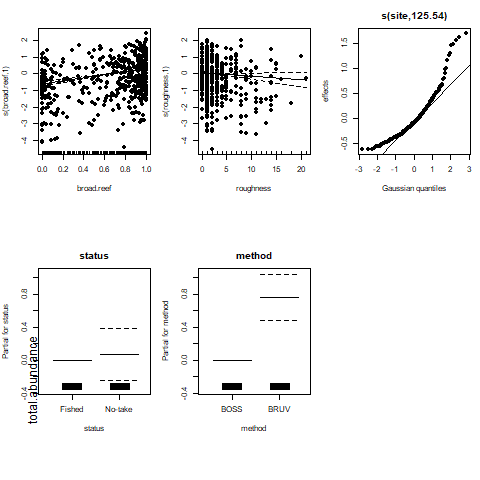 s(site,125.54)
s(broad.reef,1)
2
1
0
-1
-2
-3
-4
0.0
0.2
0.4
0.6
0.8
1.0
broad.reef
s(roughness,1)
2
1
0
-1
-2
-3
-4
0
5
10
15
20
roughness
effects
1.5
1.0
0.5
0.0
-0.5
-3
-2
-1
0
1
2
3
Gaussian quantiles
status
Partial for status
0.8
0.4
0.0
-0.4
Fished
No-take
status
method
Partial for method
0.8
0.4
0.0
-0.4
BOSS
BRUV
method
total.abundance